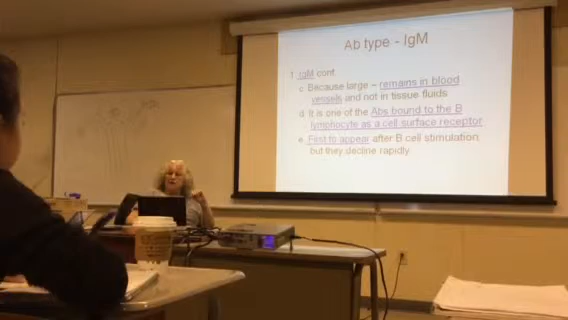 Ab type - IgM
1. IgM cont
c Because large – remains in blood
vessels and not in tissue fluids
d It is one of the Abs bound to the B
lymphocyte as a cell surface receptor
e First to appear after B cell stimulation,
but they decline rapidly